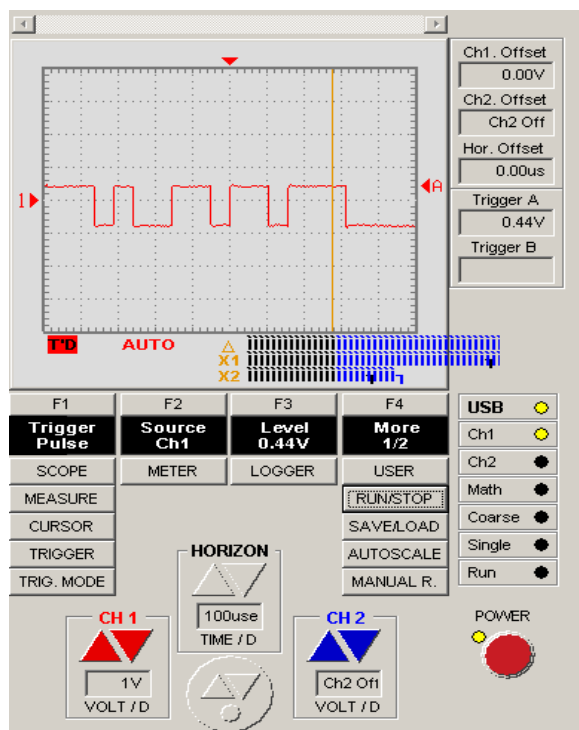 Ch1. Offset
0.00V
Ch2. Offset
Ch2 Off
Hor. Offset
0.00us
Trigger A
0.44V
Trigger B
1
A
T'D AUTO
X1
X2
F1 F2 F3 F4
Trigger Pulse
Source Ch1
Level 0.44V
More 1/2
SCOPE METER LOGGER USER
MEASURE RUN/STOP
CURSOR SAVE/LOAD
TRIGGER AUTOSCALE
TRIG. MODE MANUAL R.
USB
Ch1
Ch2
Math
Coarse
Single
Run
HORIZON
100use
TIME / D
CH 1
1V
VOLT / D
CH 2
Ch2 Of
VOLT / D
POWER